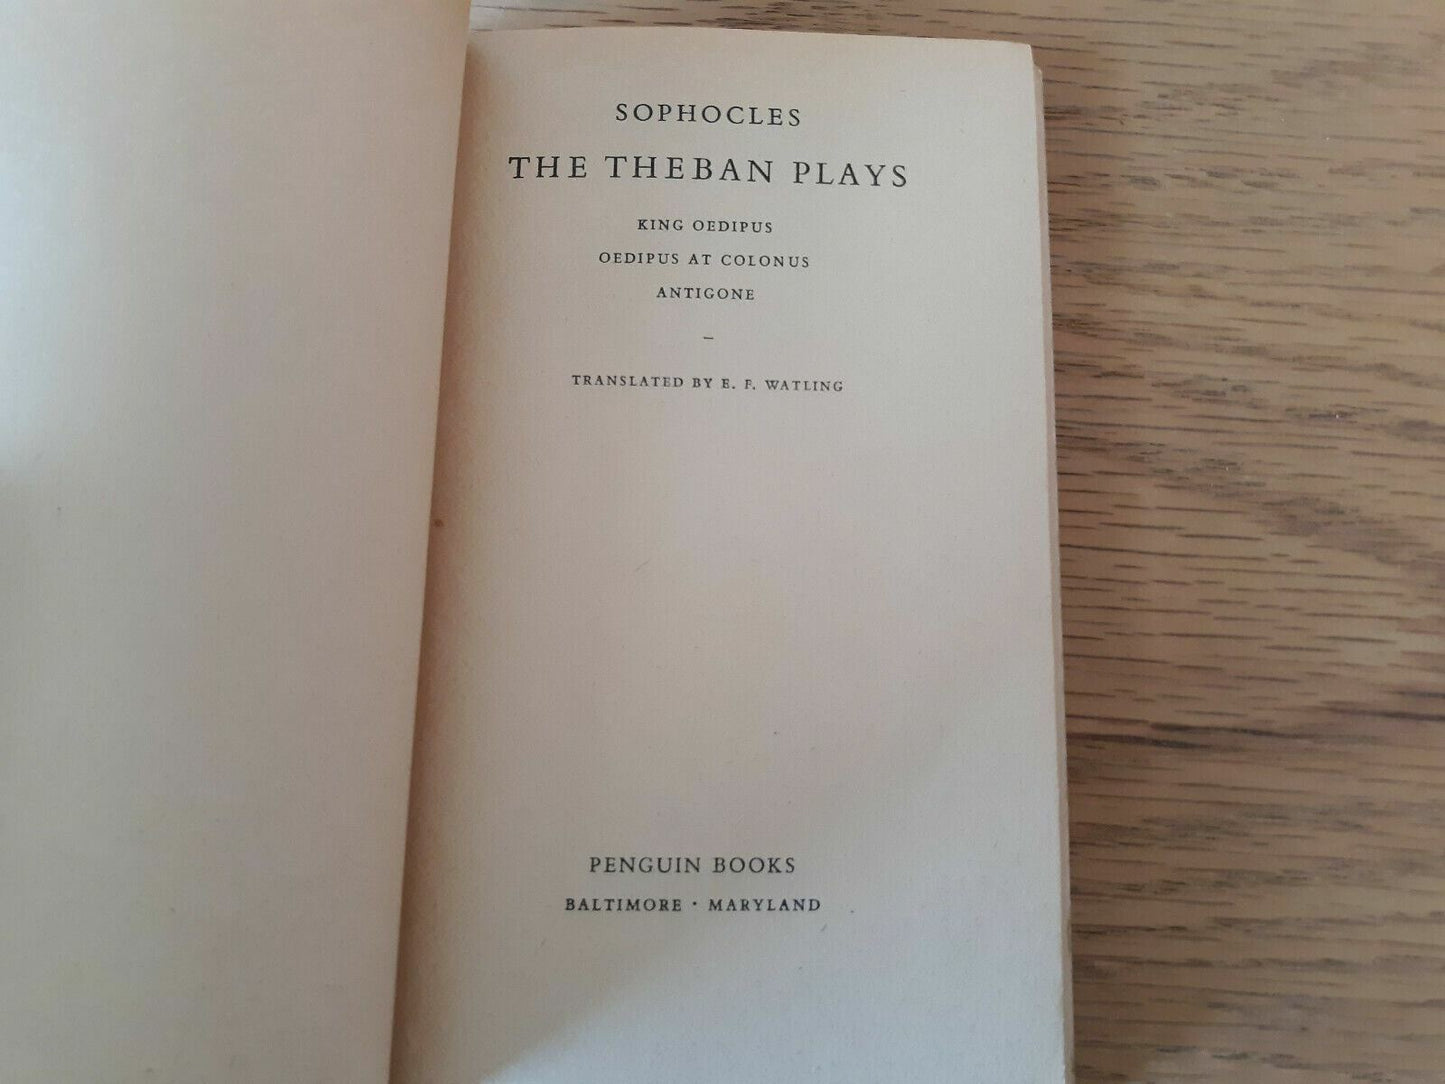 SOPHOCLES
THE THEBAN PLAYS
KING OEDIPUS
OEDIPUS AT COLONUS
ANTIGONE
–
TRANSLATED BY E. F. WATLING
PENGUIN BOOKS
BALTIMORE · MARYLAND